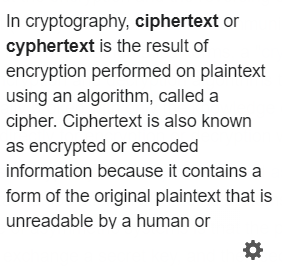 In cryptography, ciphertext or
cyphertext is the result of
encryption performed on plaintext
using an algorithm, called a
cipher. Ciphertext is also known
as encrypted or encoded
information because it contains a
form of the original plaintext that is
unreadable by a human or